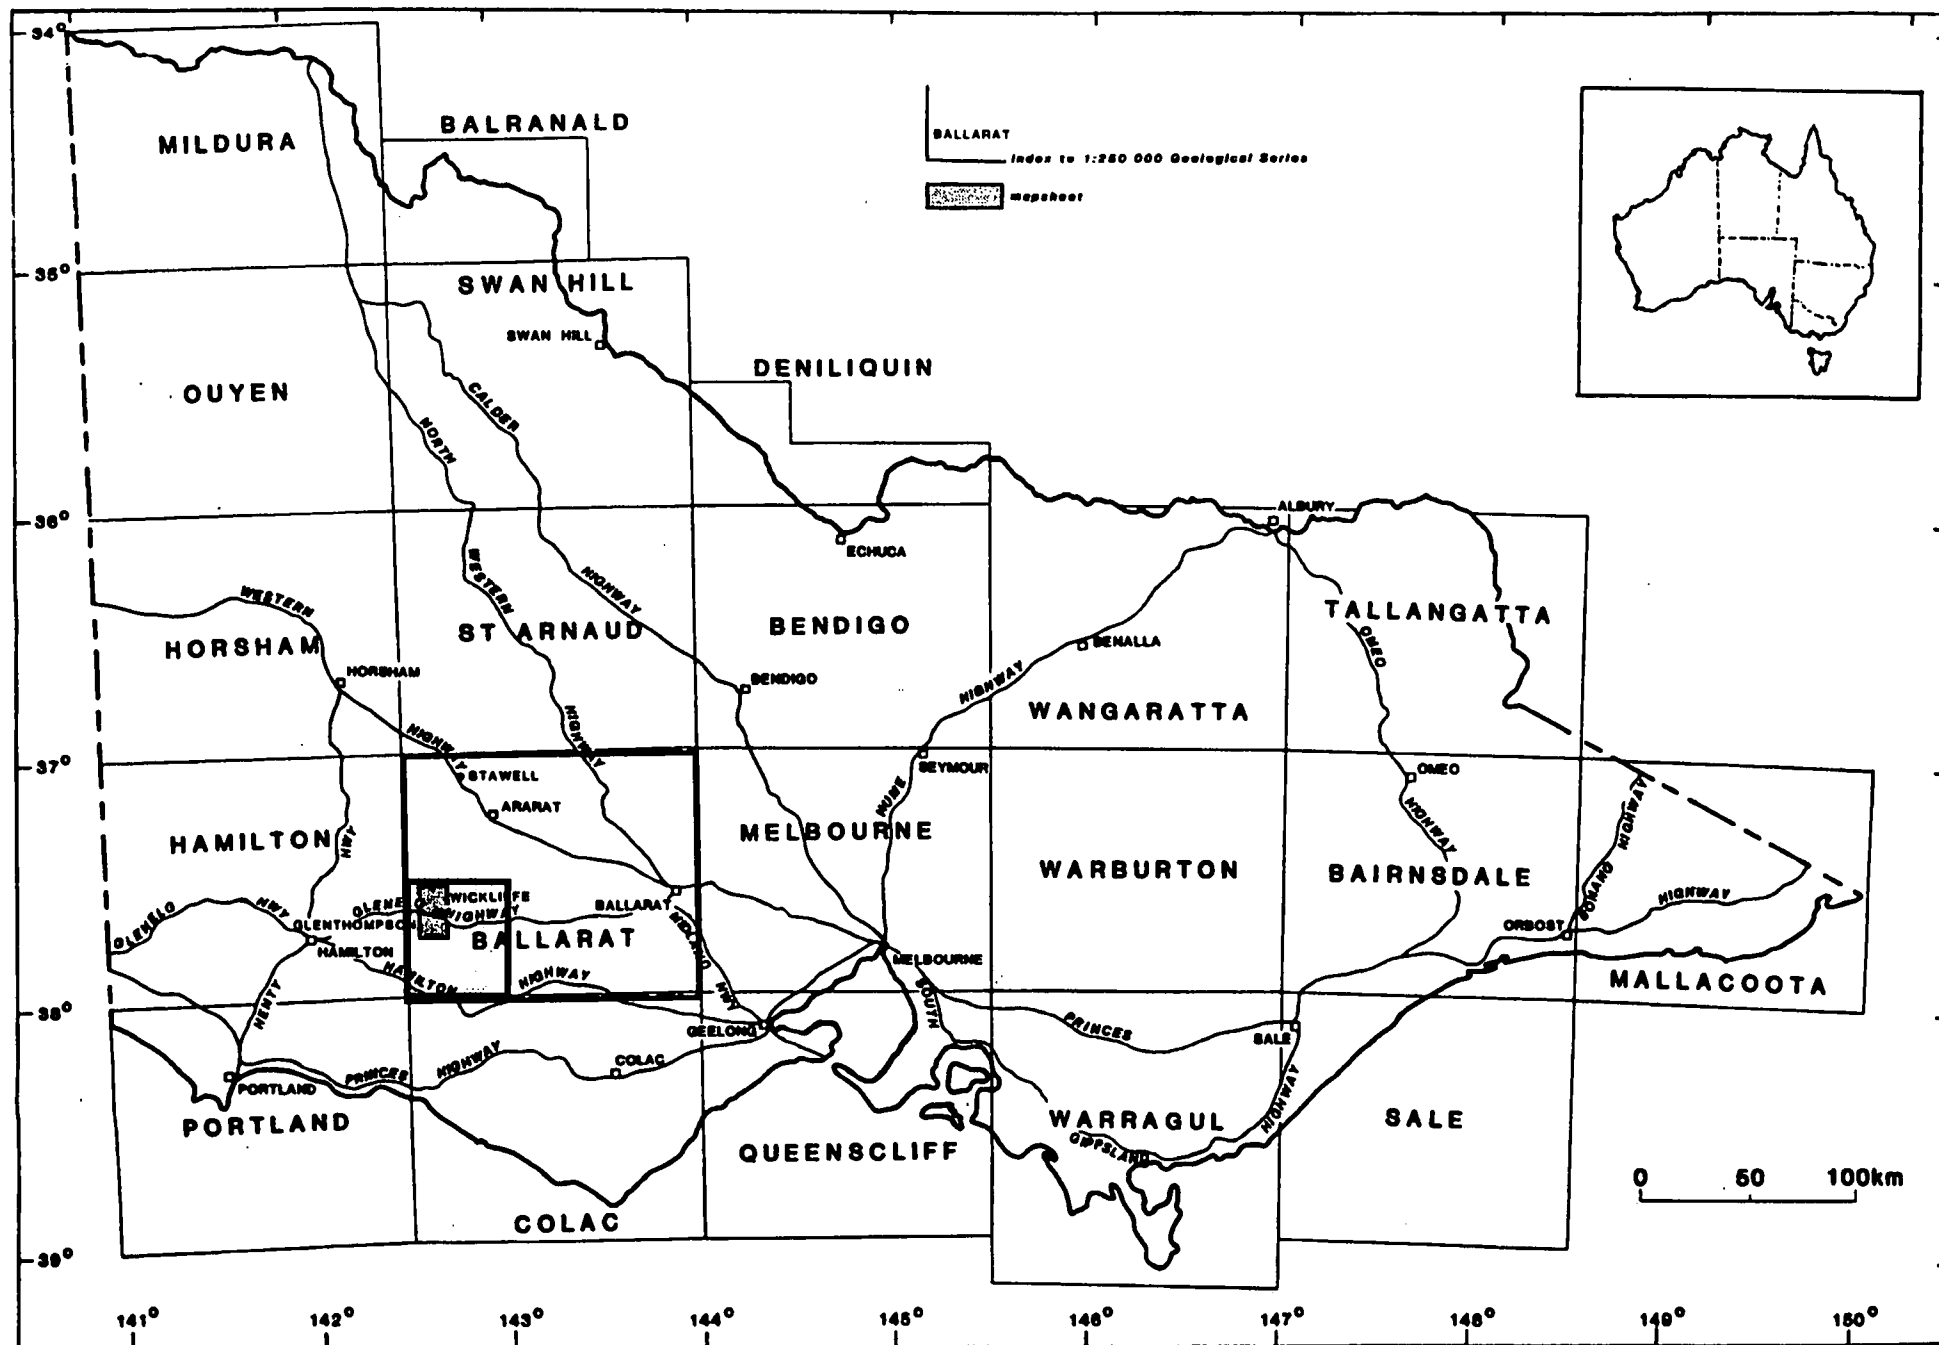 34°
MILDURA
BALRANALD
BALLARAT
Index to 1:250 000 Geological Series
mapsheet
35°
SWAN HILL
SWAN HILL
DENILIQUIN
OUYEN
CALDER
NORTH
36°
ALBURY
ECHUCA
WESTERN
WESTERN
HIGHWAY
TALLANGATTA
HORSHAM
ST ARNAUD
BENDIGO
OMEO
BENALLA
HORSHAM
BENDIGO
HIGHWAY
WANGARATTA
HIGHWAY
HIGHWAY
37°
STAWELL
SEYMOUR
OMEO
ARARAT
HUME
HIGHWAY
HIGHWAY
HAMILTON
HWY
MELBOURNE
WARBURTON
BAIRNSDALE
BONANG
HIGHWAY
WICKLIFFE
GLENELG
HWY
HIGHWAY
BALLARAT
GLENTHOMPSON
ORBOST
HAMILTON
BALLARAT
MIDLAND
HWY
MELBOURNE
HAMILTON
HIGHWAY
MALLACOOTA
38°
HENTY
GEELONG
SOUTH
PRINCES
SALE
PRINCES
HIGHWAY
COLAC
PORTLAND
PORTLAND
QUEENSCLIFF
WARRAGUL
GIPPSLAND
HIGHWAY
SALE
0 50 100km
COLAC
39°
141° 142° 143° 144° 145° 146° 147° 148° 149° 150°